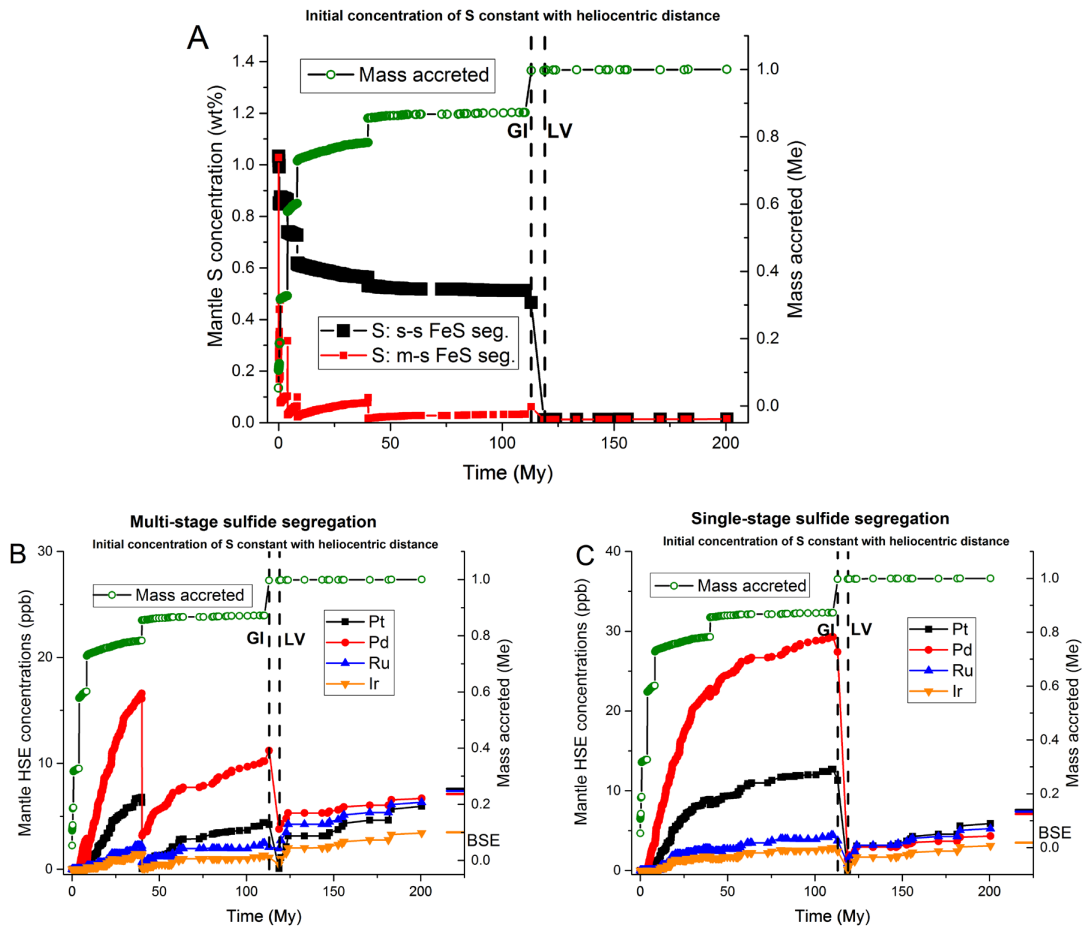 Initial concentration of S constant with heliocentric distance
A
Mantle S concentration (wt%)
1.4
1.2
1.0
0.8
0.6
0.4
0.2
0.0
Mass accreted
GI
LV
S: s-s FeS seg.
S: m-s FeS seg.
1.0
0.8
0.6
0.4
0.2
0.0
Mass accreted (Me)
0
50
100
150
200
Time (My)
Multi-stage sulfide segregation
B
Initial concentration of S constant with heliocentric distance
Mantle HSE concentrations (ppb)
30
25
20
15
10
5
0
Mass accreted
GI
LV
Pt
Pd
Ru
Ir
1.0
0.8
0.6
0.4
0.2
0.0
BSE
Mass accreted (Me)
0
50
100
150
200
Time (My)
Single-stage sulfide segregation
C
Initial concentration of S constant with heliocentric distance
Mantle HSE concentrations (ppb)
40
35
30
25
20
15
10
5
0
Mass accreted
GI
LV
Pt
Pd
Ru
Ir
1.0
0.8
0.6
0.4
0.2
0.0
BSE
Mass accreted (Me)
0
50
100
150
200
Time (My)